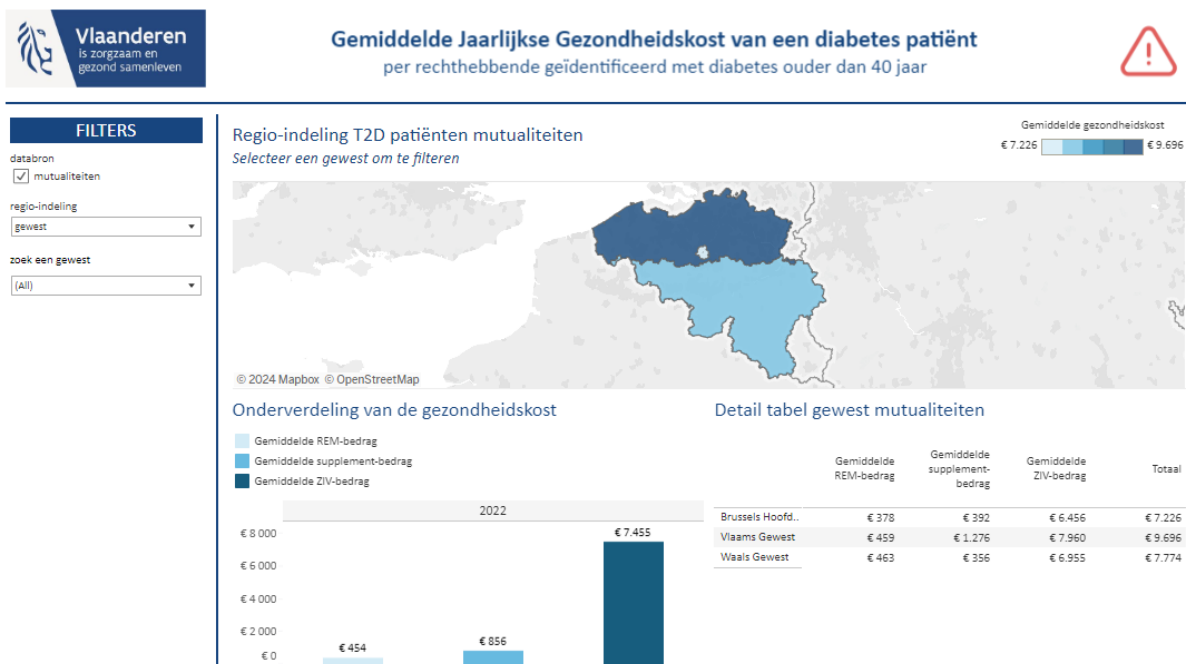 Vlaanderen
is zorgzaam en
gezond samenleven
Gemiddelde Jaarlijkse Gezondheidskost van een diabetes patiënt
per rechthebbende geïdentificeerd met diabetes ouder dan 40 jaar
FILTERS
databron
mutualiteiten
regio-indeling
gewest
zoek een gewest
(All)
Regio-indeling T2D patiënten mutualiteiten
Selecteer een gewest om te filteren
Gemiddelde gezondheidskost
€ 7.226 € 9.696
© 2024 Mapbox © OpenStreetMap
Onderverdeling van de gezondheidskost
Gemiddelde REM-bedrag
Gemiddelde supplement-bedrag
Gemiddelde ZIV-bedrag
2022
€ 8 000
€ 6 000
€ 4 000
€ 2 000
€ 0
€ 454
€ 856
€ 7.455
Detail tabel gewest mutualiteiten
Gemiddelde REM-bedrag Gemiddelde supplement-bedrag Gemiddelde ZIV-bedrag Totaal
Brussels Hoofd.. € 378 € 392 € 6.456 € 7.226
Vlaams Gewest € 459 € 1.276 € 7.960 € 9.696
Waals Gewest € 463 € 356 € 6.955 € 7.774